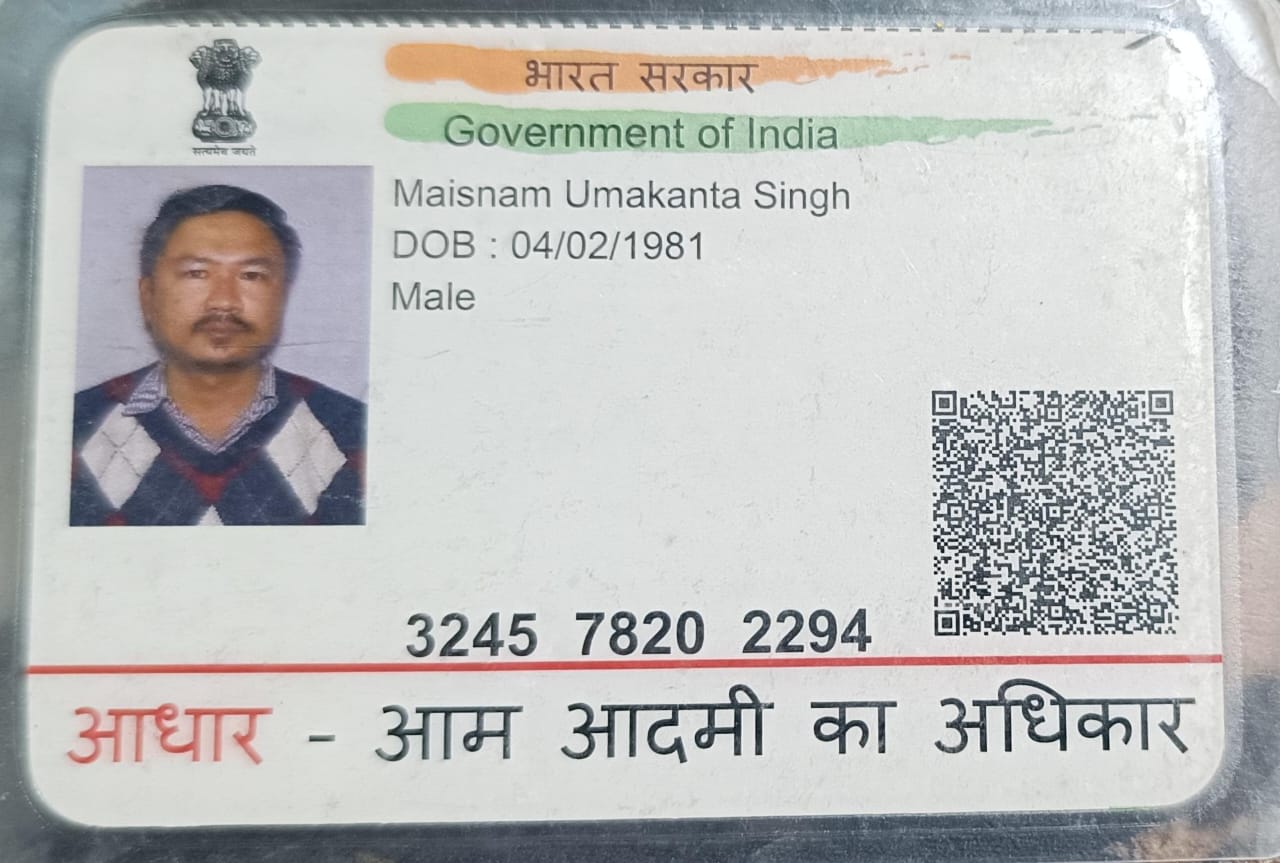 भारत सरकार
Government of India
सत्यमेव जयते
Maisnam Umakanta Singh
DOB : 04/02/1981
Male
3245 7820 2294
आधार - आम आदमी का अधिकार